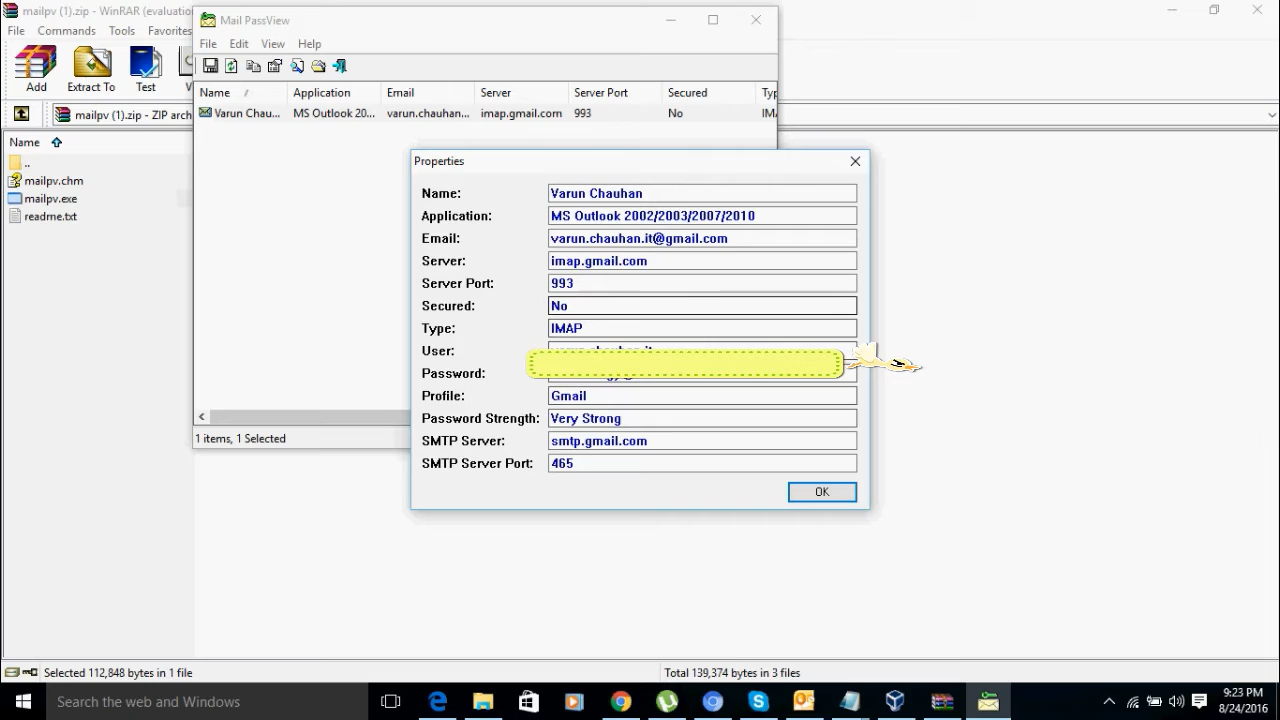 mailpv (1).zip - WinRAR (evaluation
File Commands Tools Favorites
Add Extract To Test
mailpv (1).zip - ZIP arch
Name
..
mailpv.chm
mailpv.exe
readme.txt
Mail PassView
File Edit View Help
Name / Application Email Server Server Port Secured Typ
Varun Chau... MS Outlook 20... varun.chauhan... imap.gmail.com 993 No IMA
1 items, 1 Selected
Properties
Name: Varun Chauhan
Application: MS Outlook 2002/2003/2007/2010
Email: varun.chauhan.it@gmail.com
Server: imap.gmail.com
Server Port: 993
Secured: No
Type: IMAP
User:
Password:
Profile: Gmail
Password Strength: Very Strong
SMTP Server: smtp.gmail.com
SMTP Server Port: 465
OK
Selected 112,848 bytes in 1 file Total 139,374 bytes in 3 files
Search the web and Windows
9:23 PM
8/24/2016